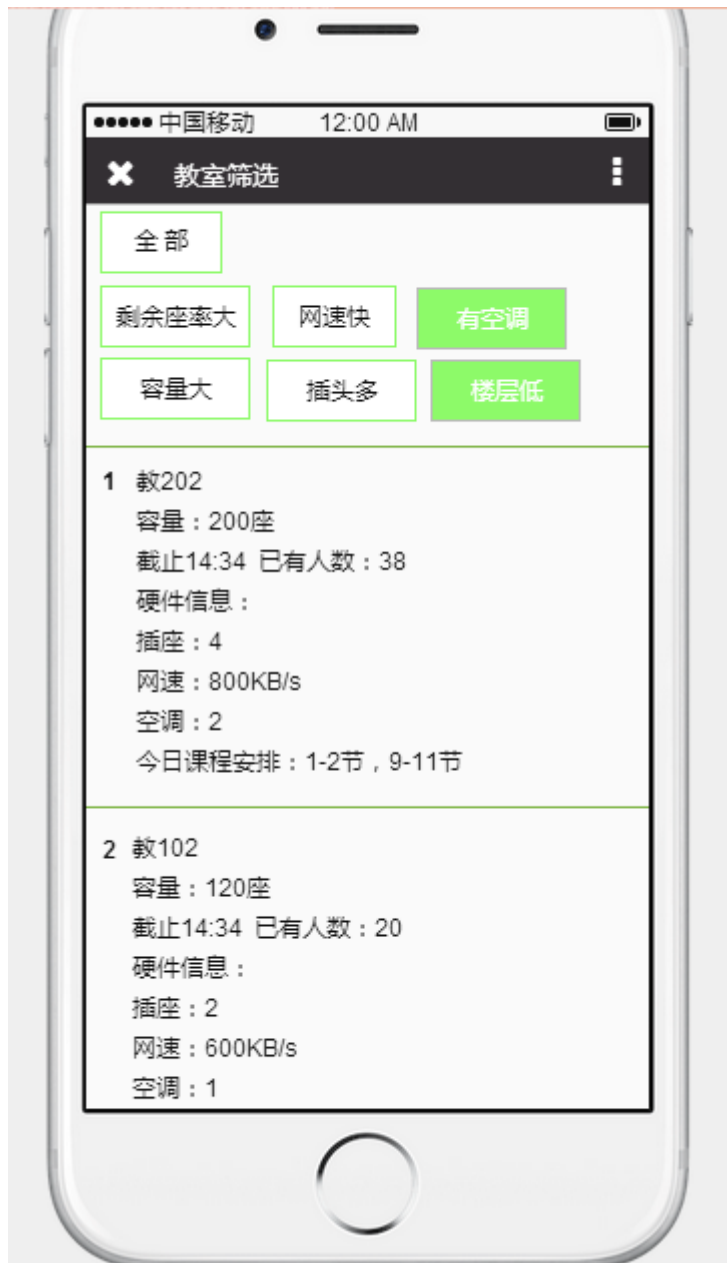 中国移动 12:00 AM
教室筛选
全 部
剩余座率大 网速快 有空调
容量大 插头多 楼层低
1 教202
容量：200座
截止14:34 已有人数：38
硬件信息：
插座：4
网速：800KB/s
空调：2
今日课程安排：1-2节，9-11节
2 教102
容量：120座
截止14:34 已有人数：20
硬件信息：
插座：2
网速：600KB/s
空调：1